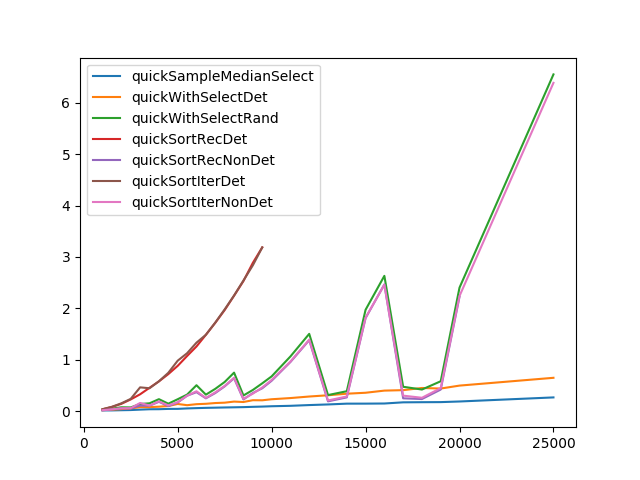 quickSampleMedianSelect
quickWithSelectDet
quickWithSelectRand
quickSortRecDet
quickSortRecNonDet
quickSortIterDet
quickSortIterNonDet
6
5
4
3
2
1
0
0 5000 10000 15000 20000 25000